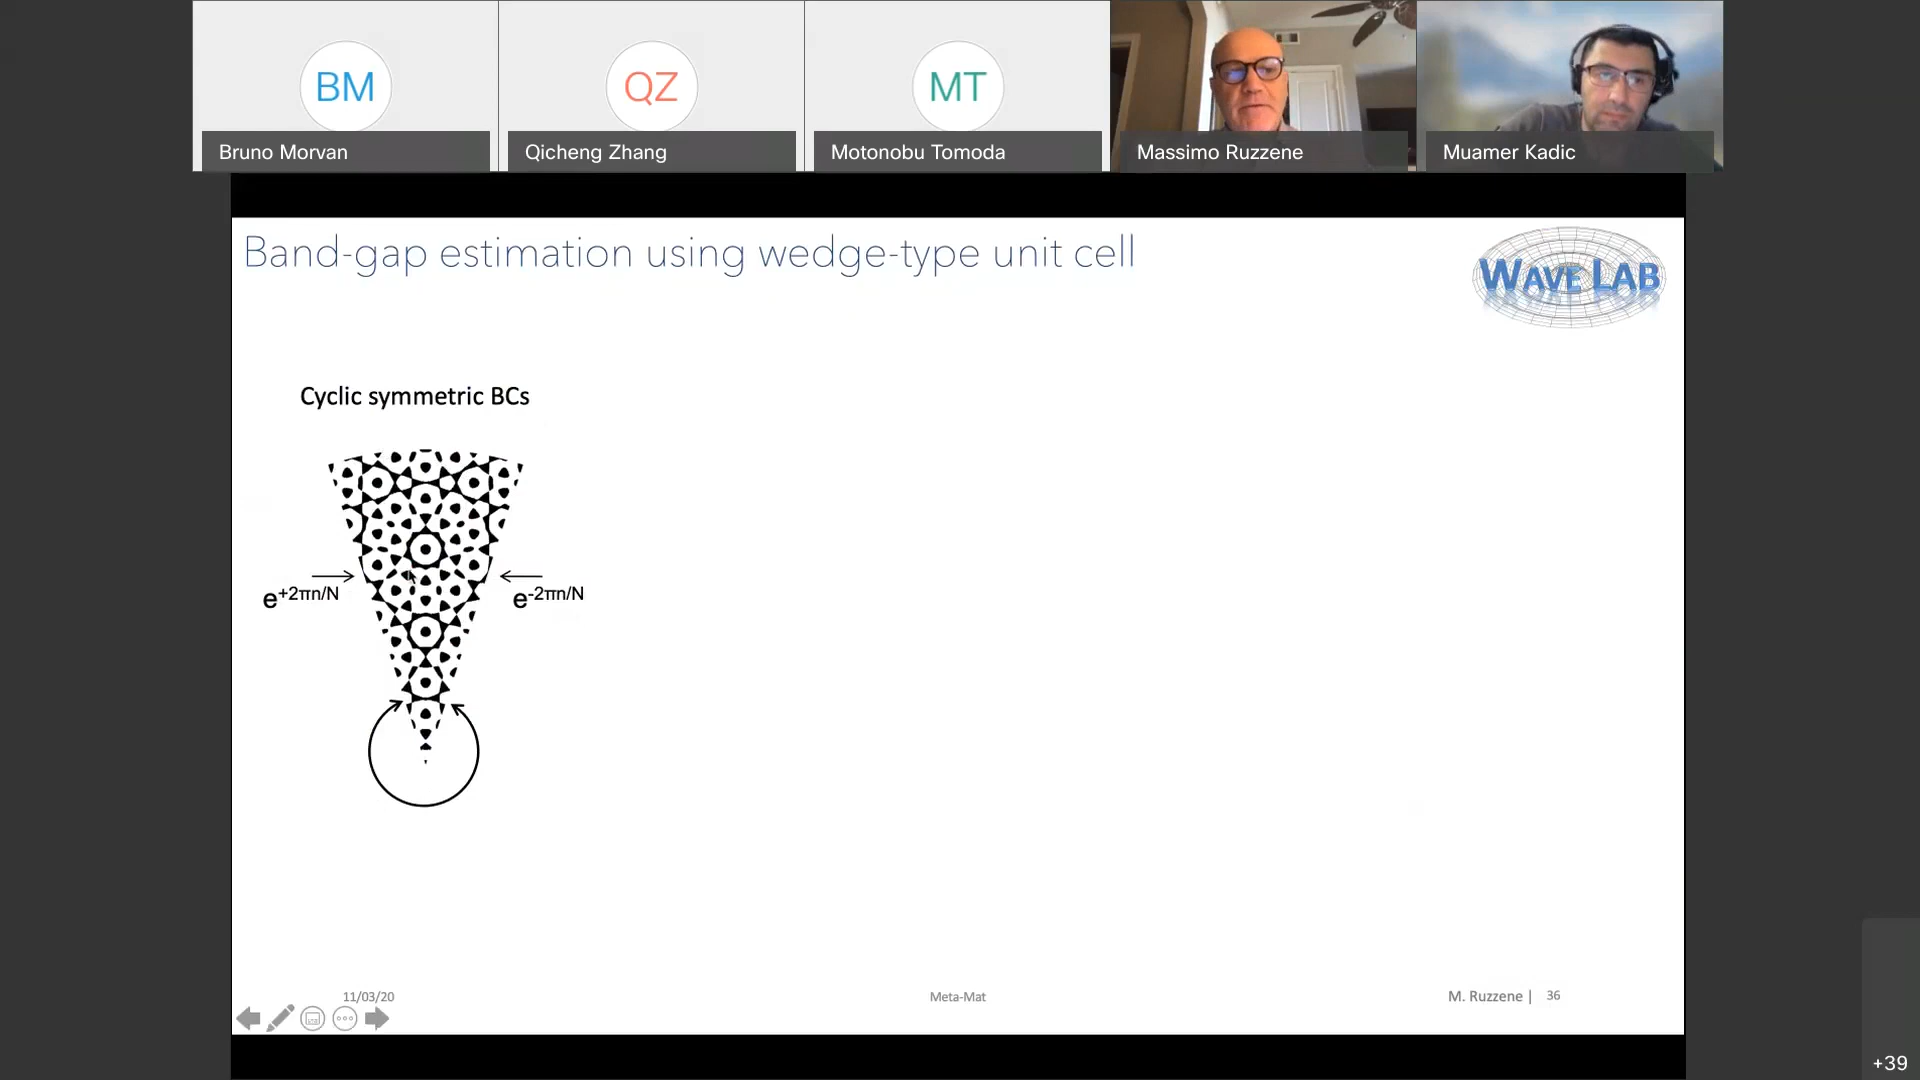 BM
QZ
MT
Bruno Morvan
Qicheng Zhang
Motonobu Tomoda
Massimo Ruzzene
Muamer Kadic
Band-gap estimation using wedge-type unit cell
WAVE LAB
Cyclic symmetric BCs
e+2πn/N
e-2πn/N
11/03/20
Meta-Mat
M. Ruzzene | 36
+39